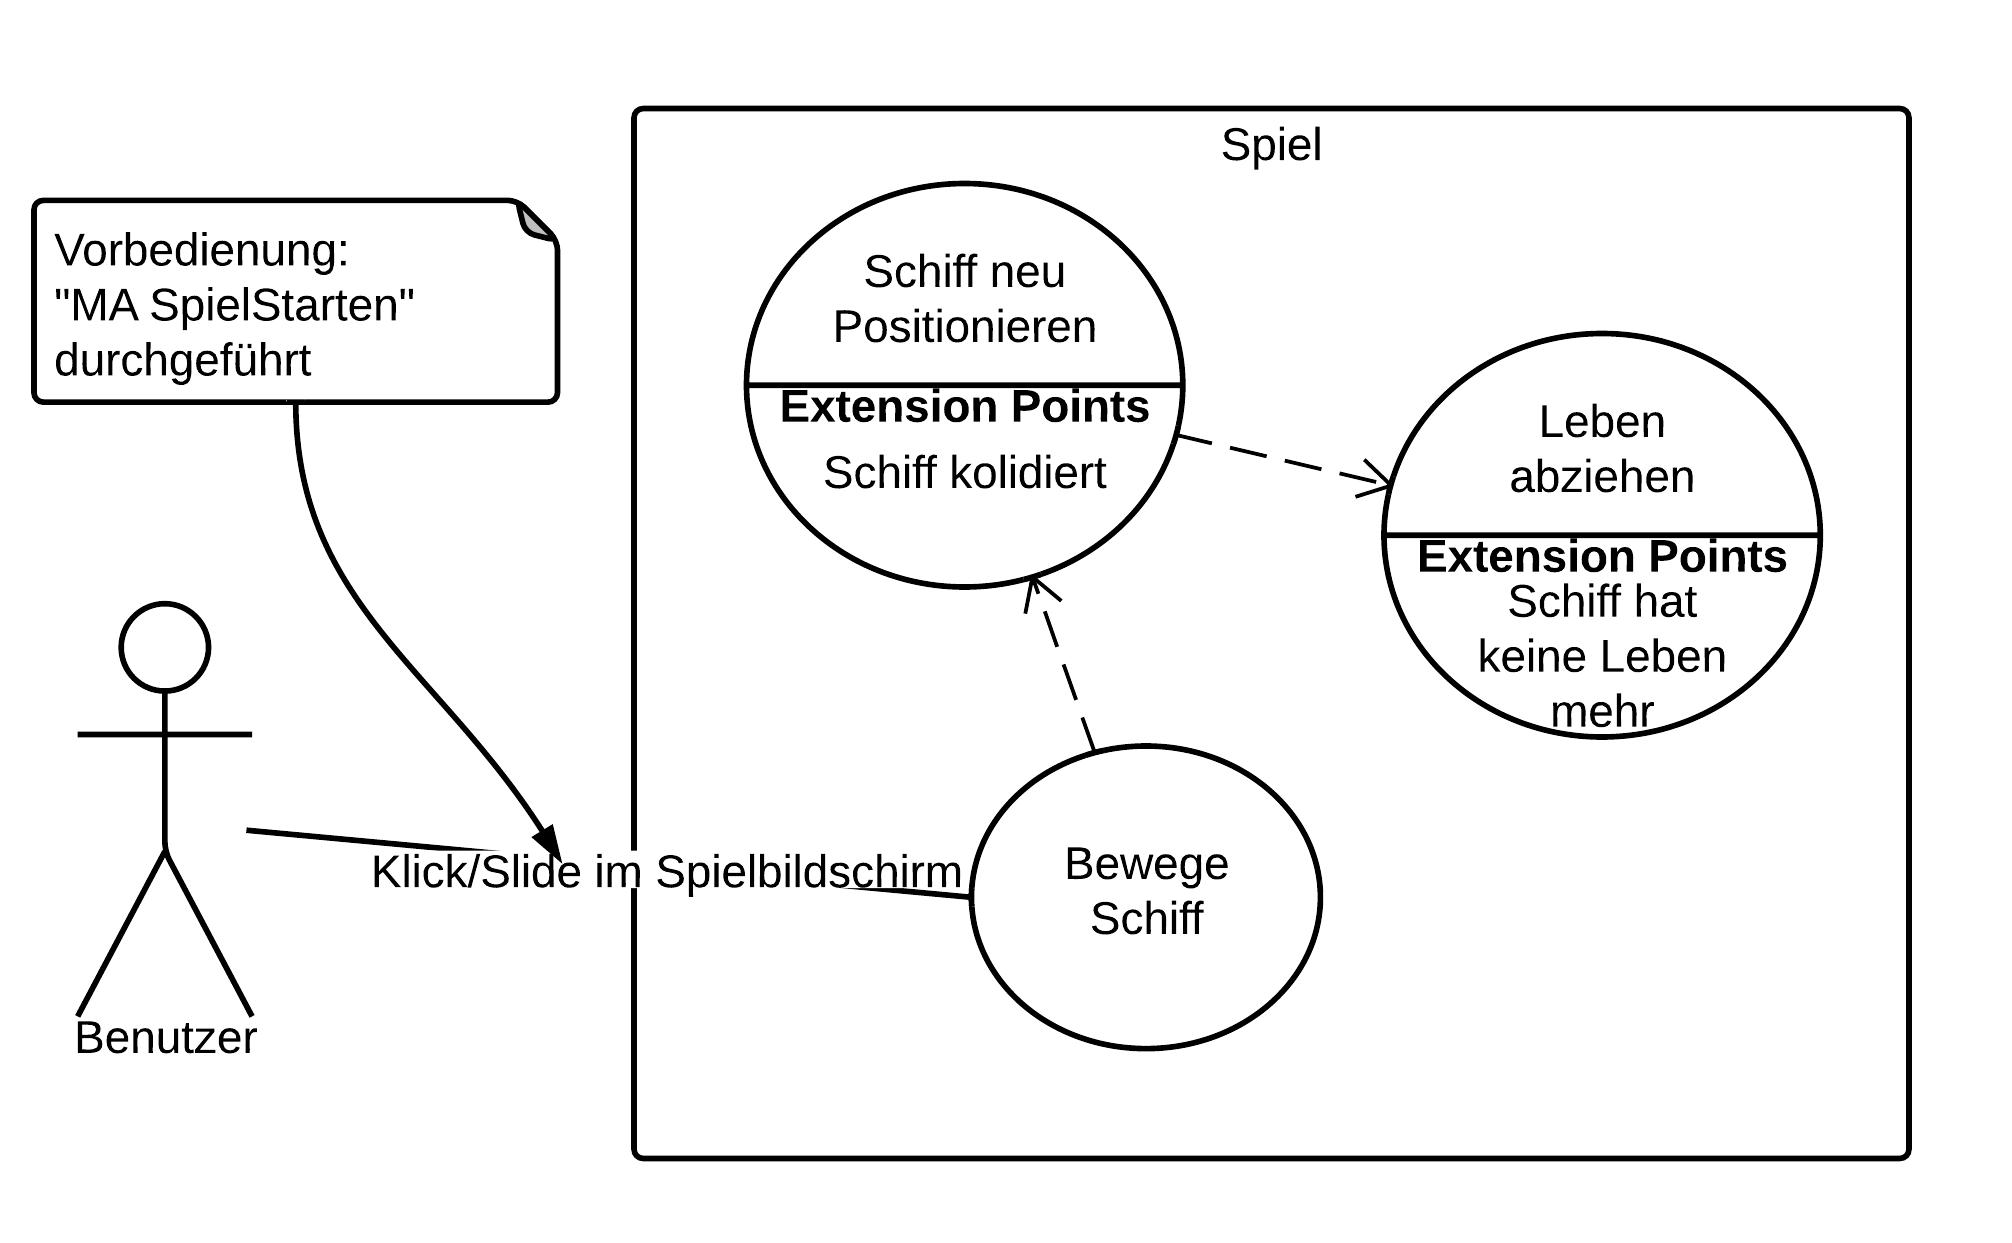 Spiel
Vorbedienung:
"MA SpielStarten"
durchgeführt
Schiff neu
Positionieren
Extension Points
Schiff kolidiert
Leben
abziehen
Extension Points
Schiff hat
keine Leben
mehr
Klick/Slide im Spielbildschirm
Bewege
Schiff
Benutzer